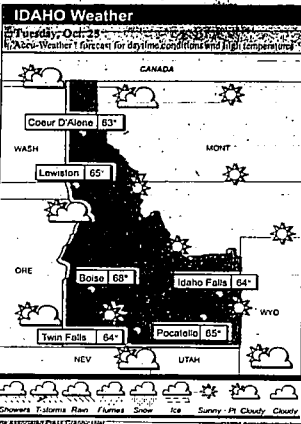 IDAHO Weather
Tuesday, Oct. 25
Accu-Weather® forecast for daytime conditions and high temperatures
CANADA
Coeur D'Alene 63°
WASH
MONT
Lewiston 65°
ORE
Boise 68°
Idaho Falls 64°
WYO
Twin Falls 64°
Pocatello 65°
NEV
UTAH
Showers T-storms Rain Flurries Snow Ice Sunny Pt. Cloudy Cloudy